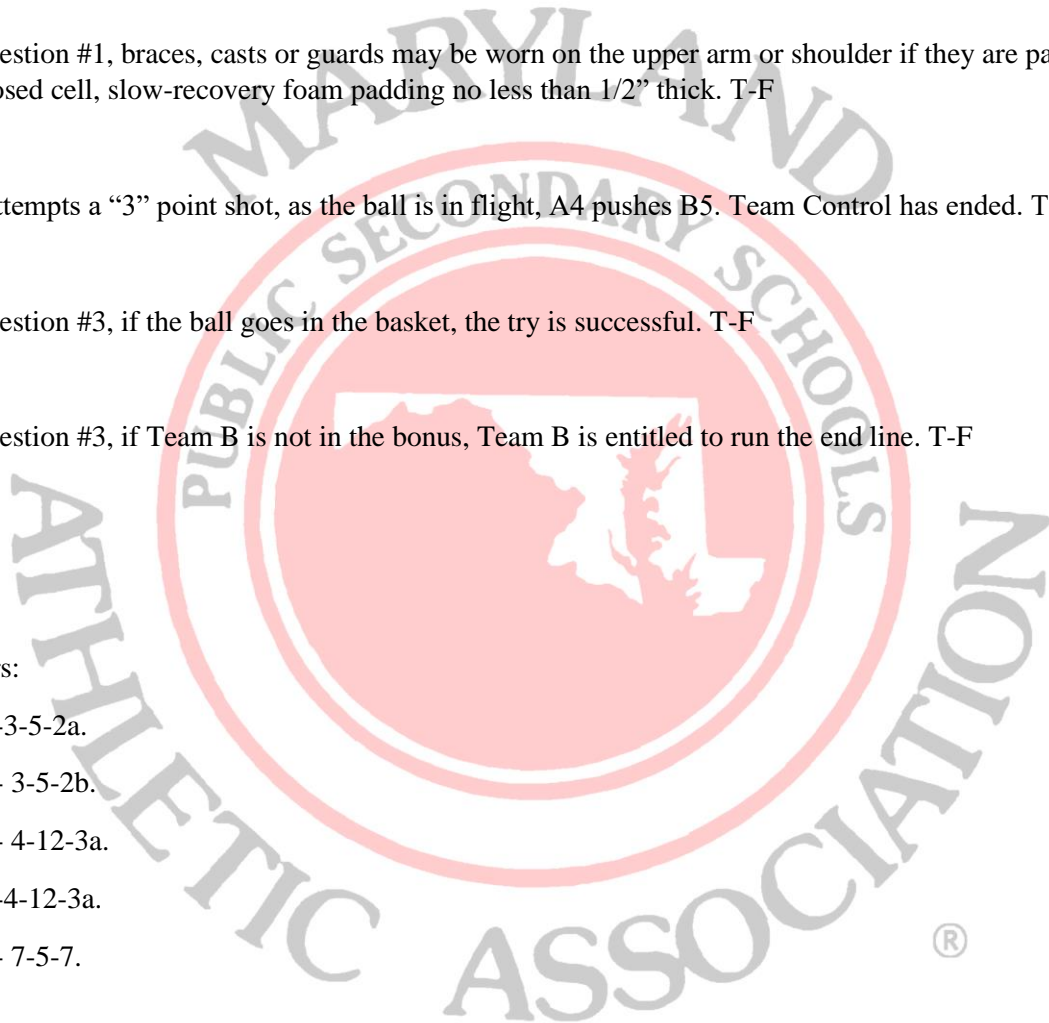 estion #1, braces, casts or guards may be worn on the upper arm or shoulder if they are pa
osed cell, slow-recovery foam padding no less than 1/2” thick. T-F
ttempts a “3” point shot, as the ball is in flight, A4 pushes B5. Team Control has ended. T
estion #3, if the ball goes in the basket, the try is successful. T-F
estion #3, if Team B is not in the bonus, Team B is entitled to run the end line. T-F
rs:
-3-5-2a.
- 3-5-2b.
- 4-12-3a.
-4-12-3a.
- 7-5-7.
MARYLAND
PUBLIC SECONDARY SCHOOLS
ATHLETIC ASSOCIATION
®